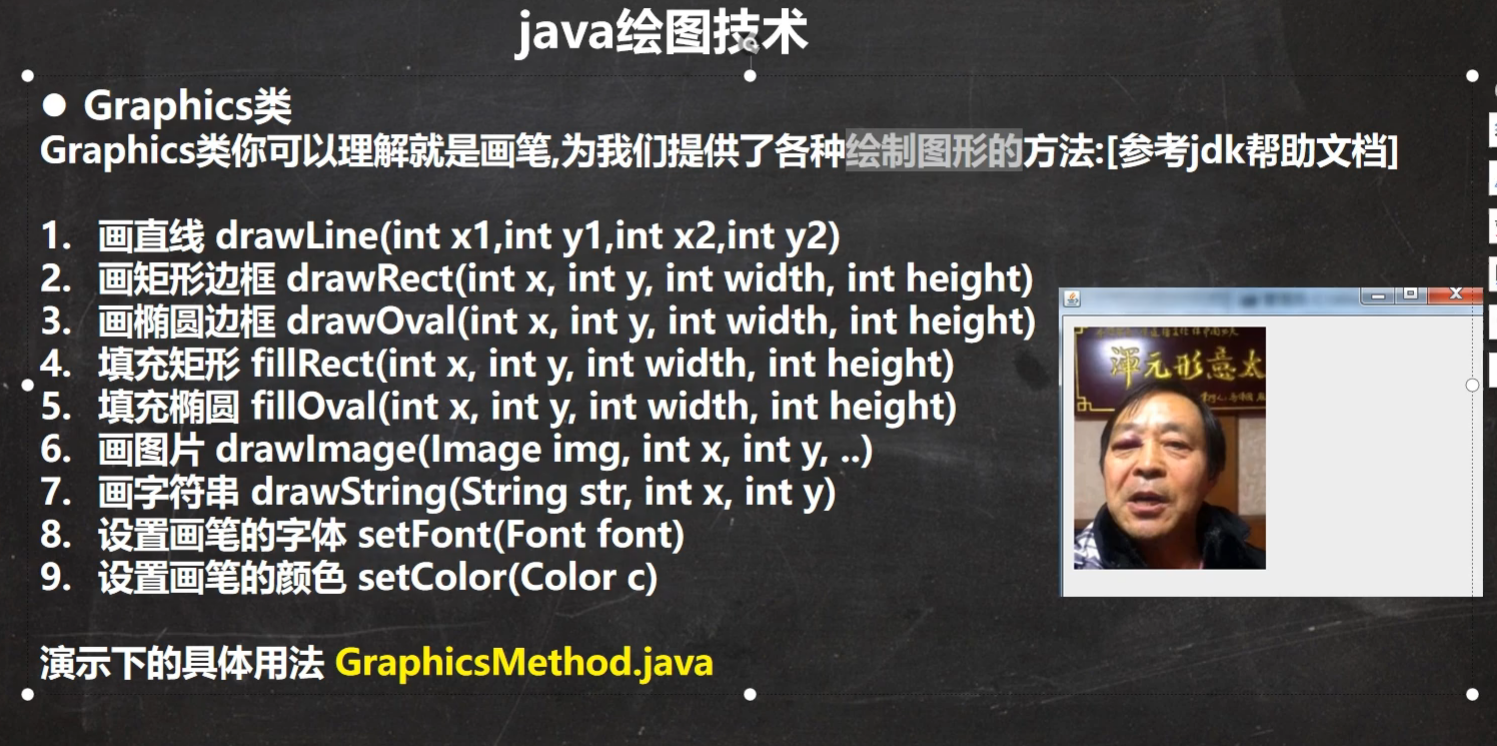 java绘图技术
● Graphics类
Graphics类你可以理解就是画笔,为我们提供了各种绘制图形的方法:[参考jdk帮助文档]
1. 画直线 drawLine(int x1,int y1,int x2,int y2)
2. 画矩形边框 drawRect(int x, int y, int width, int height)
3. 画椭圆边框 drawOval(int x, int y, int width, int height)
4. 填充矩形 fillRect(int x, int y, int width, int height)
5. 填充椭圆 fillOval(int x, int y, int width, int height)
6. 画图片 drawImage(Image img, int x, int y, ..)
7. 画字符串 drawString(String str, int x, int y)
8. 设置画笔的字体 setFont(Font font)
9. 设置画笔的颜色 setColor(Color c)
渾元形意太
演示下的具体用法 GraphicsMethod.java